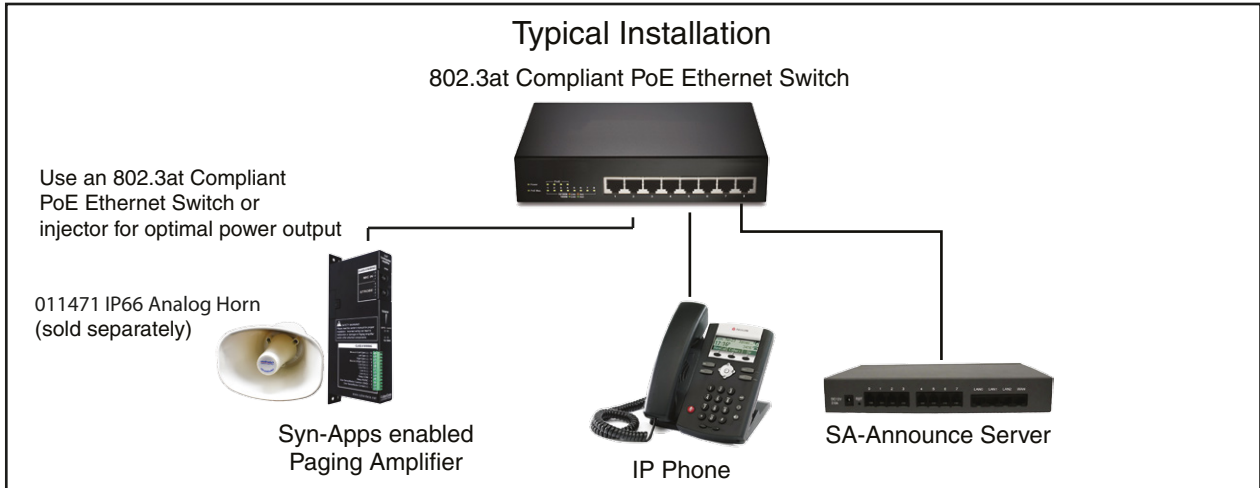 Typical Installation
802.3at Compliant PoE Ethernet Switch
Use an 802.3at Compliant
PoE Ethernet Switch or
injector for optimal power output
011471 IP66 Analog Horn
(sold separately)
Syn-Apps enabled
Paging Amplifier
IP Phone
SA-Announce Server